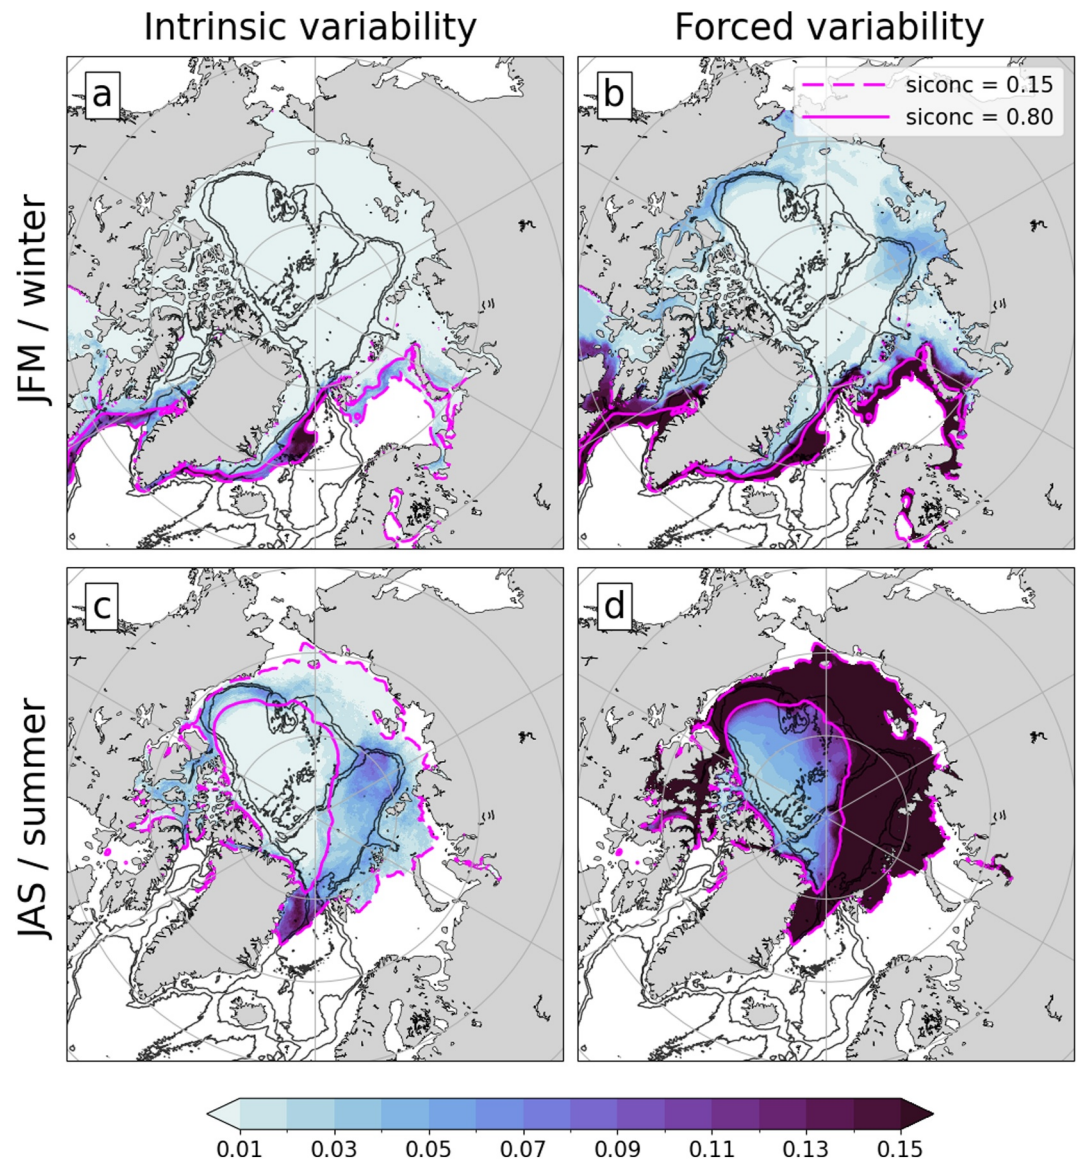 Intrinsic variability
Forced variability
JFM / winter
a
b
siconc = 0.15
siconc = 0.80
JAS / summer
c
d
0.01 0.03 0.05 0.07 0.09 0.11 0.13 0.15